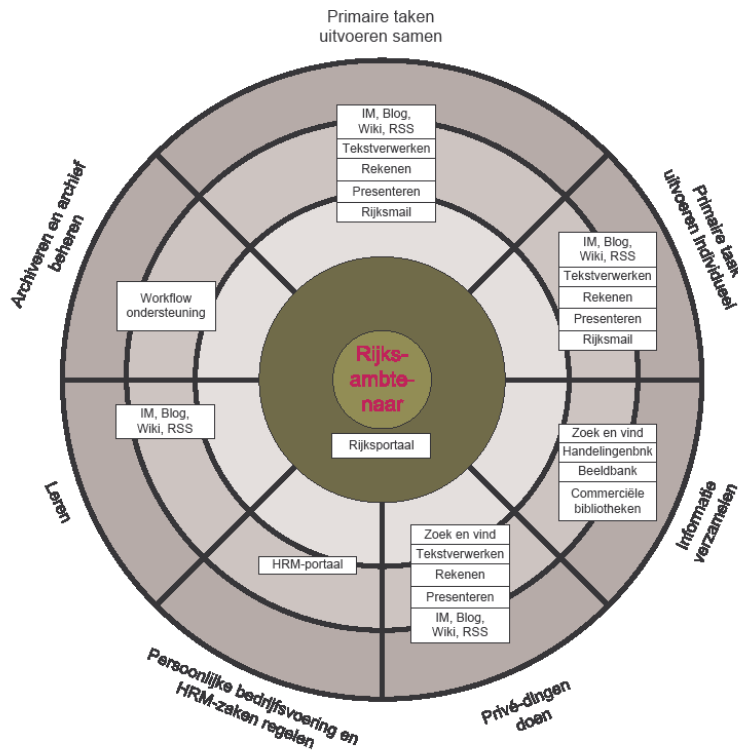 Primaire taken
uitvoeren samen
IM, Blog,
Wiki, RSS
Tekstverwerken
Rekenen
Presenteren
Rijksmail
Primaire task
uitvoeren individueel
IM, Blog,
Wiki, RSS
Tekstverwerken
Rekenen
Presenteren
Rijksmail
Archiveren en archief
beheren
Workflow
ondersteuning
Rijks-
ambte-
naar
Rijksportaal
IM, Blog,
Wiki, RSS
Leren
Zoek en vind
Handelingenbnk
Beeldbank
Commerciële
bibliotheken
Informatie
verzamelen
HRM-portaal
Zoek en vind
Tekstverwerken
Rekenen
Presenteren
IM, Blog,
Wiki, RSS
Persoonlijke bedrijfsvoering en
HRM-zaken regelen
Privé-dingen
doen